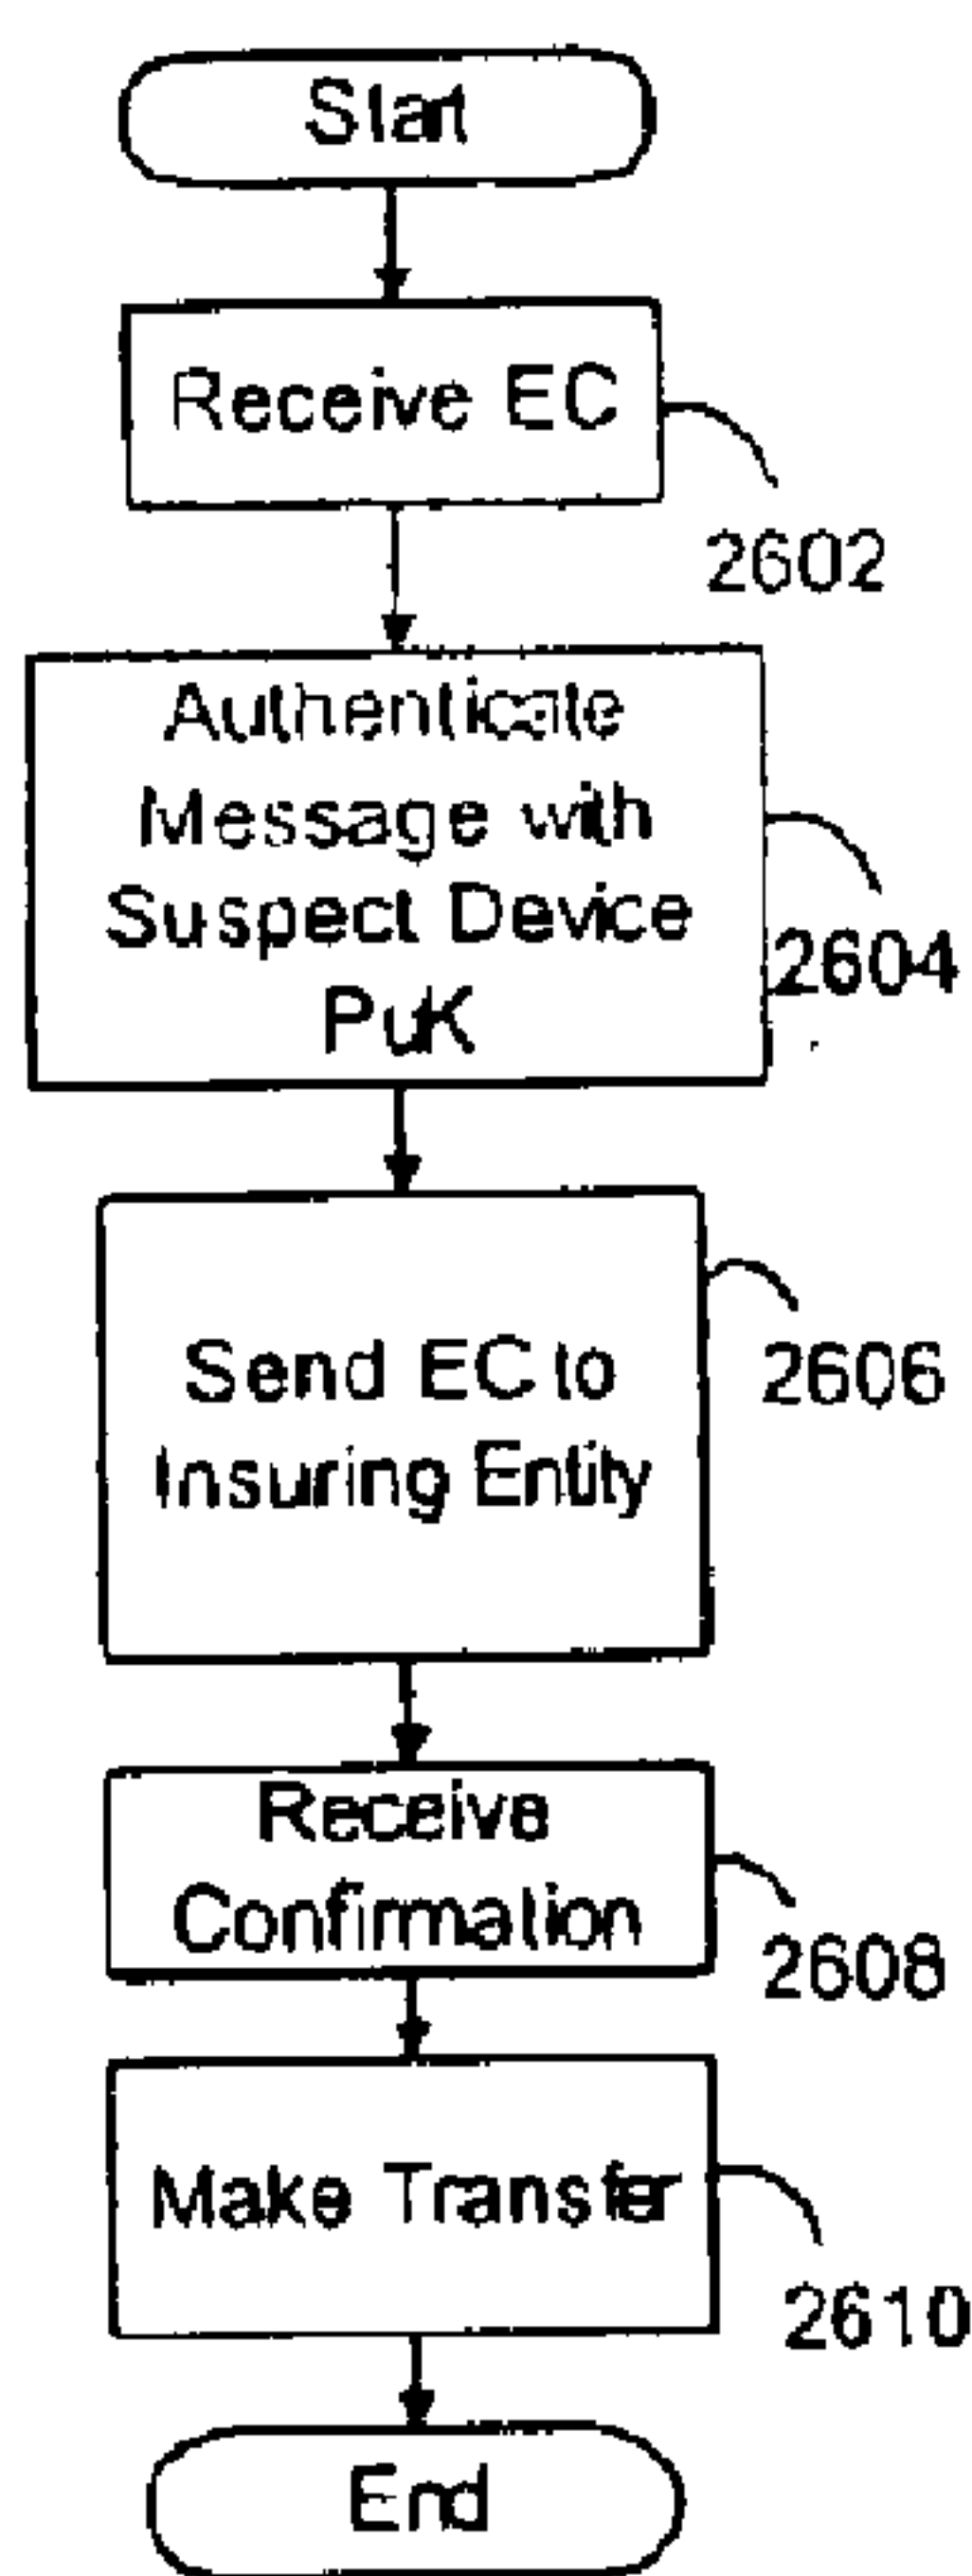 Start
Receive EC
2602
Authenticate
Message with
Suspect Device
PuK
2604
Send EC to
Insuring Entity
2606
Receive
Confirmation
2608
Make Transfer
2610
End